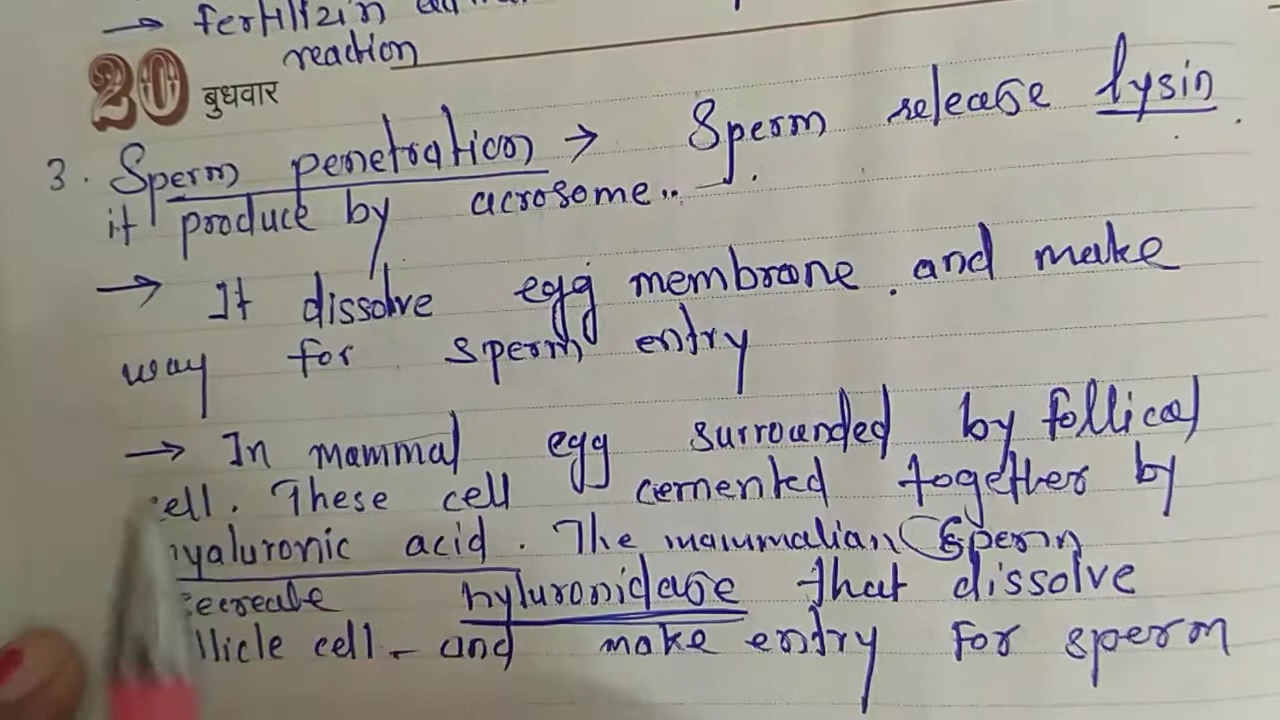 → fertilizin
reaction
20 बुधवार
3. Sperm penetration → Sperm release lysin.
it produce by acrosome..
→ It dissolve egg membrane. and make
way for sperm entry
→ In mammal egg surrounded by follical
cell. These cell cemented together by
hyaluronic acid. The mammalian sperm
secreate hyluronidase that dissolve
llicle cell - and make entry for sperm